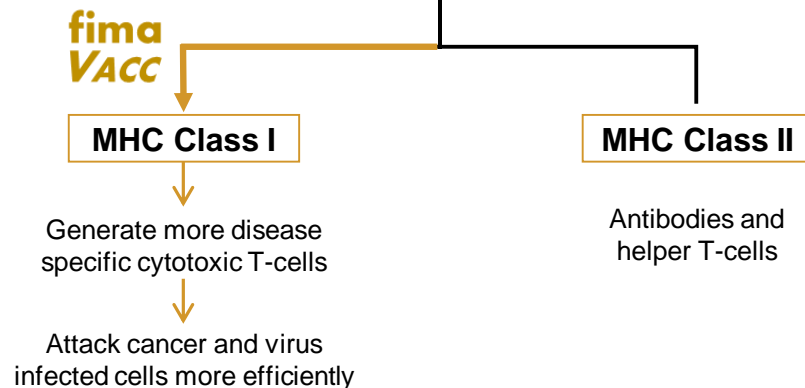 fima
VACC
MHC Class I
MHC Class II
Generate more disease
specific cytotoxic T-cells
Antibodies and
helper T-cells
Attack cancer and virus
infected cells more efficiently